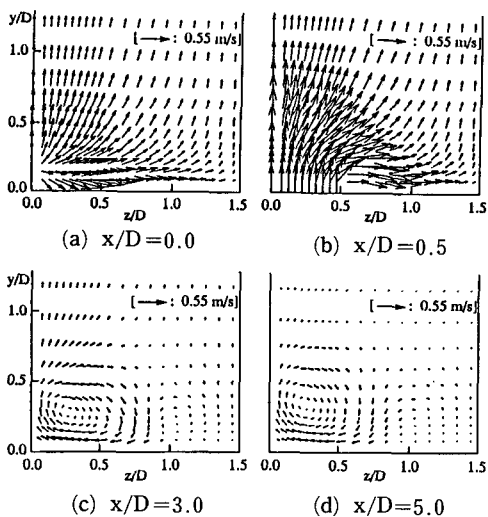 y/D
[ → : 0.55 m/s]
1.0
0.5
0.0
0.0 0.5 1.0 1.5
z/D
(a) x/D=0.0
[ → : 0.55 m/s]
0.0 0.5 1.0 1.5
z/D
(b) x/D=0.5
y/D
[ → : 0.55 m/s]
1.0
0.5
0.0
0.0 0.5 1.0 1.5
z/D
(c) x/D=3.0
[ → : 0.55 m/s]
0.0 0.5 1.0 1.5
z/D
(d) x/D=5.0